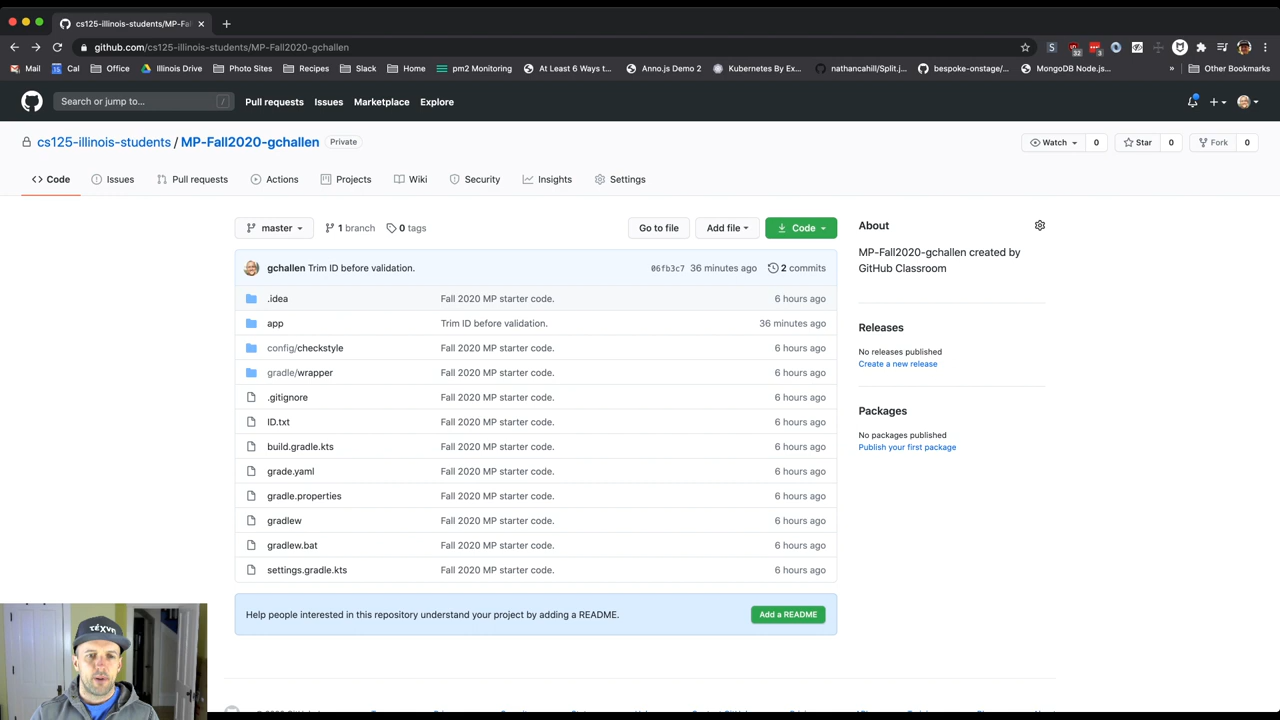 cs125-illinois-students/MP-Fal
github.com/cs125-illinois-students/MP-Fall2020-gchallen
Mail Cal Office Illinois Drive Photo Sites Recipes Slack Home pm2 Monitoring At Least 6 Ways t... Anno.js Demo 2 Kubernetes By Ex... nathancahill/Split.j... bespoke-onstage/... MongoDB Node.js... » Other Bookmarks
Search or jump to... / Pull requests Issues Marketplace Explore
cs125-illinois-students / MP-Fall2020-gchallen Private Watch 0 Star 0 Fork 0
Code Issues Pull requests Actions Projects Wiki Security Insights Settings
master 1 branch 0 tags Go to file Add file Code
gchallen Trim ID before validation. 06fb3c7 36 minutes ago 2 commits
.idea Fall 2020 MP starter code. 6 hours ago
app Trim ID before validation. 36 minutes ago
config/checkstyle Fall 2020 MP starter code. 6 hours ago
gradle/wrapper Fall 2020 MP starter code. 6 hours ago
.gitignore Fall 2020 MP starter code. 6 hours ago
ID.txt Fall 2020 MP starter code. 6 hours ago
build.gradle.kts Fall 2020 MP starter code. 6 hours ago
grade.yaml Fall 2020 MP starter code. 6 hours ago
gradle.properties Fall 2020 MP starter code. 6 hours ago
gradlew Fall 2020 MP starter code. 6 hours ago
gradlew.bat Fall 2020 MP starter code. 6 hours ago
settings.gradle.kts Fall 2020 MP starter code. 6 hours ago
Help people interested in this repository understand your project by adding a README. Add a README
About
MP-Fall2020-gchallen created by
GitHub Classroom
Releases
No releases published
Create a new release
Packages
No packages published
Publish your first package